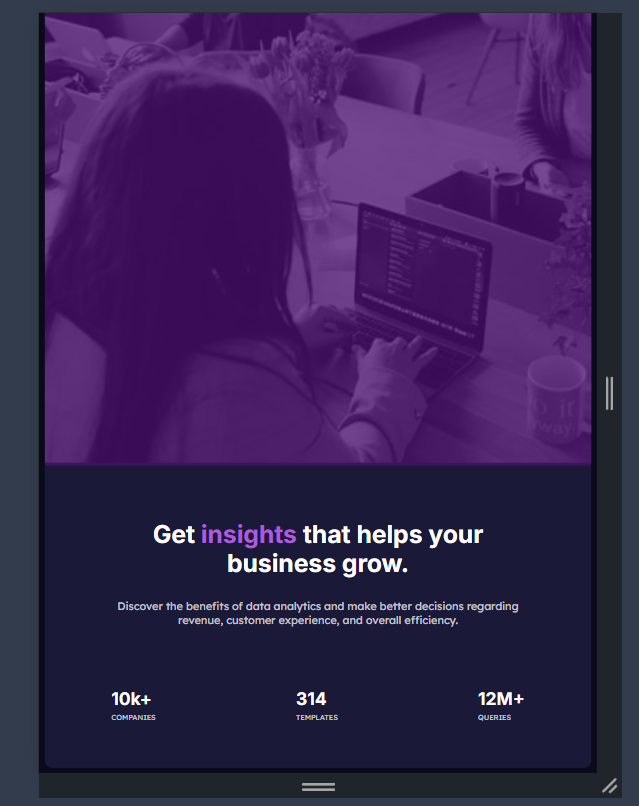 Get insights that helps your
business grow.
Discover the benefits of data analytics and make better decisions regarding
revenue, customer experience, and overall efficiency.
10k+ 314 12M+
COMPANIES TEMPLATES QUERIES